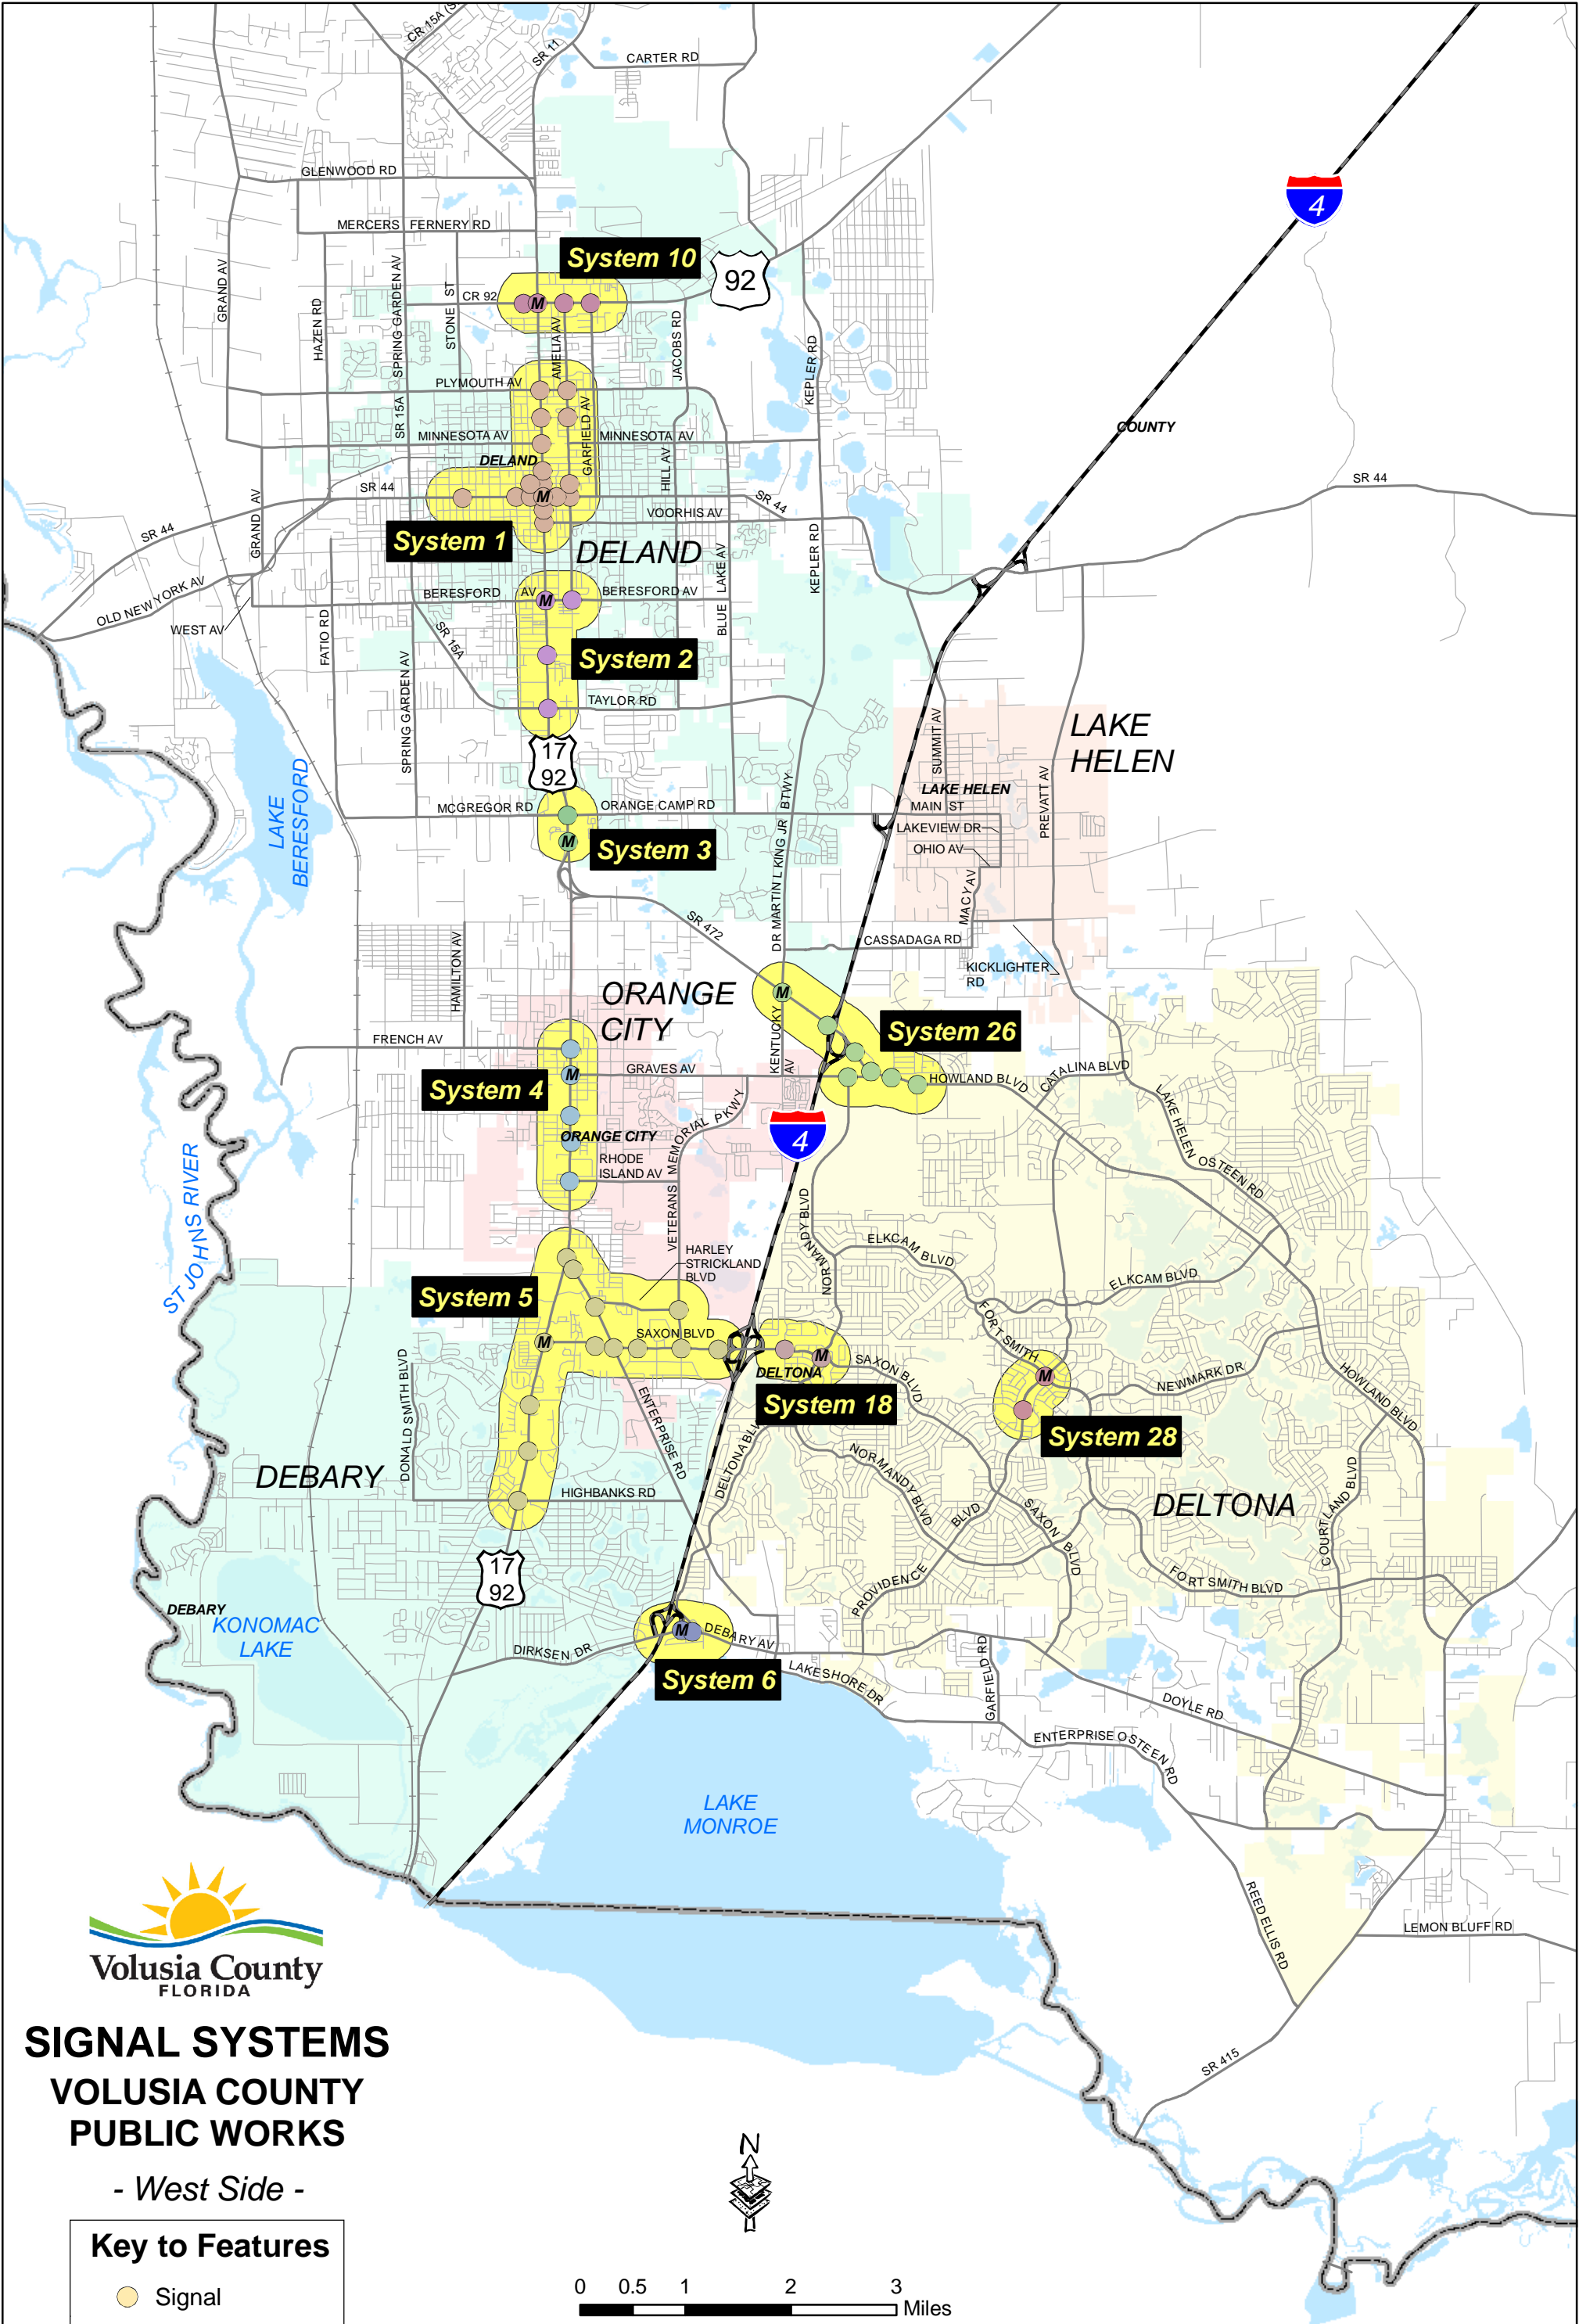 CR 15A (S
SR 11
CARTER RD
GLENWOOD RD
4
MERCERS FERNERY RD
System 10
92
GRAND AV
HAZEN RD
SPRING GARDEN AV
STONE ST
CR 92
M
AMELIA AV
JACOBS RD
KEPLER RD
PLYMOUTH AV
SR 15A
GARFIELD AV
MINNESOTA AV
MINNESOTA AV
COUNTY
DELAND
HILL AV
SR 44
SR 44
SR 44
M
SR 44
GRAND AV
VOORHIS AV
System 1
DELAND
BLUE LAKE AV
KEPLER RD
OLD NEW YORK AV
BERESFORD AV
M
BERESFORD AV
WEST AV
FATIO RD
SR 15A
System 2
SPRING GARDEN AV
TAYLOR RD
17
92
LAKE
HELEN
SUMMIT AV
PREVATT AV
LAKE
BERESFORD
LAKE HELEN
MCGREGOR RD
ORANGE CAMP RD
MAIN ST
DR MARTIN L KING JR BTWY
LAKEVIEW DR
M
System 3
OHIO AV
MACY AV
SR 472
CASSADAGA RD
HAMILTON AV
KICKLIGHTER
RD
ORANGE
CITY
M
System 26
KENTUCKY AV
FRENCH AV
System 4
M
GRAVES AV
HOWLAND BLVD
CATALINA BLVD
LAKE HELEN OSTEEN RD
4
ORANGE CITY
VETERANS MEMORIAL PKWY
RHODE
ISLAND AV
ST JOHNS RIVER
NORMANDY BLVD
ELKCAM BLVD
HARLEY
STRICKLAND
BLVD
ELKCAM BLVD
System 5
FORT SMITH
SAXON BLVD
M
M
DELTONA
SAXON BLVD
M
NEWMARK DR
HOWLAND BLVD
DONALD SMITH BLVD
System 18
System 28
ENTERPRISE RD
DELTONA BLV
NORMANDY BLVD
DEBARY
HIGHBANKS RD
BLVD
SAXON BLVD
DELTONA
COURTLAND BLVD
17
92
PROVIDENCE
FORT SMITH BLVD
DEBARY
KONOMAC
LAKE
M
DEBARY AV
DIRKSEN DR
System 6
LAKESHORE DR
GARFIELD RD
DOYLE RD
ENTERPRISE OSTEEN RD
LAKE
MONROE
REED ELLIS RD
LEMON BLUFF RD
Volusia County
FLORIDA
SIGNAL SYSTEMS
VOLUSIA COUNTY
PUBLIC WORKS
- West Side -
SR 415
N
Key to Features
Signal
0 0.5 1 2 3
Miles